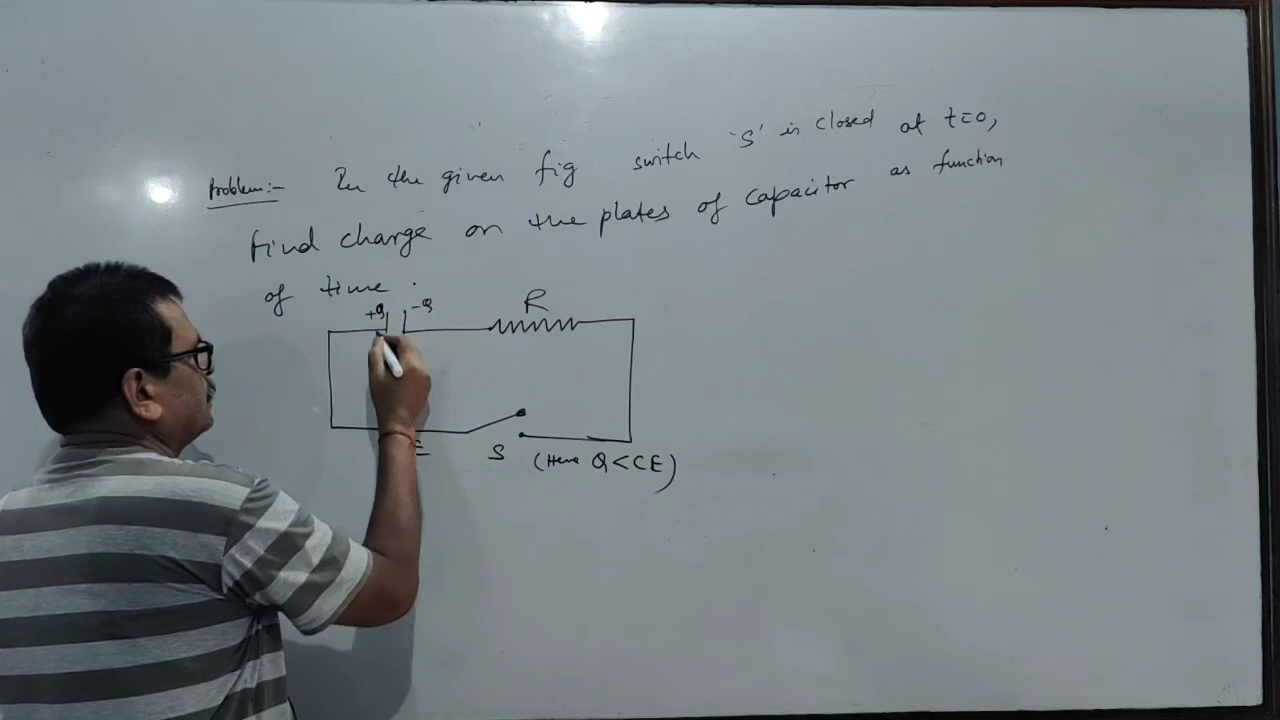 Problem:- In the given fig switch 'S' is closed at t=0,
Find charge on the plates of capacitor as function
of time.
+Q -Q R
E S (Here Q<CE)